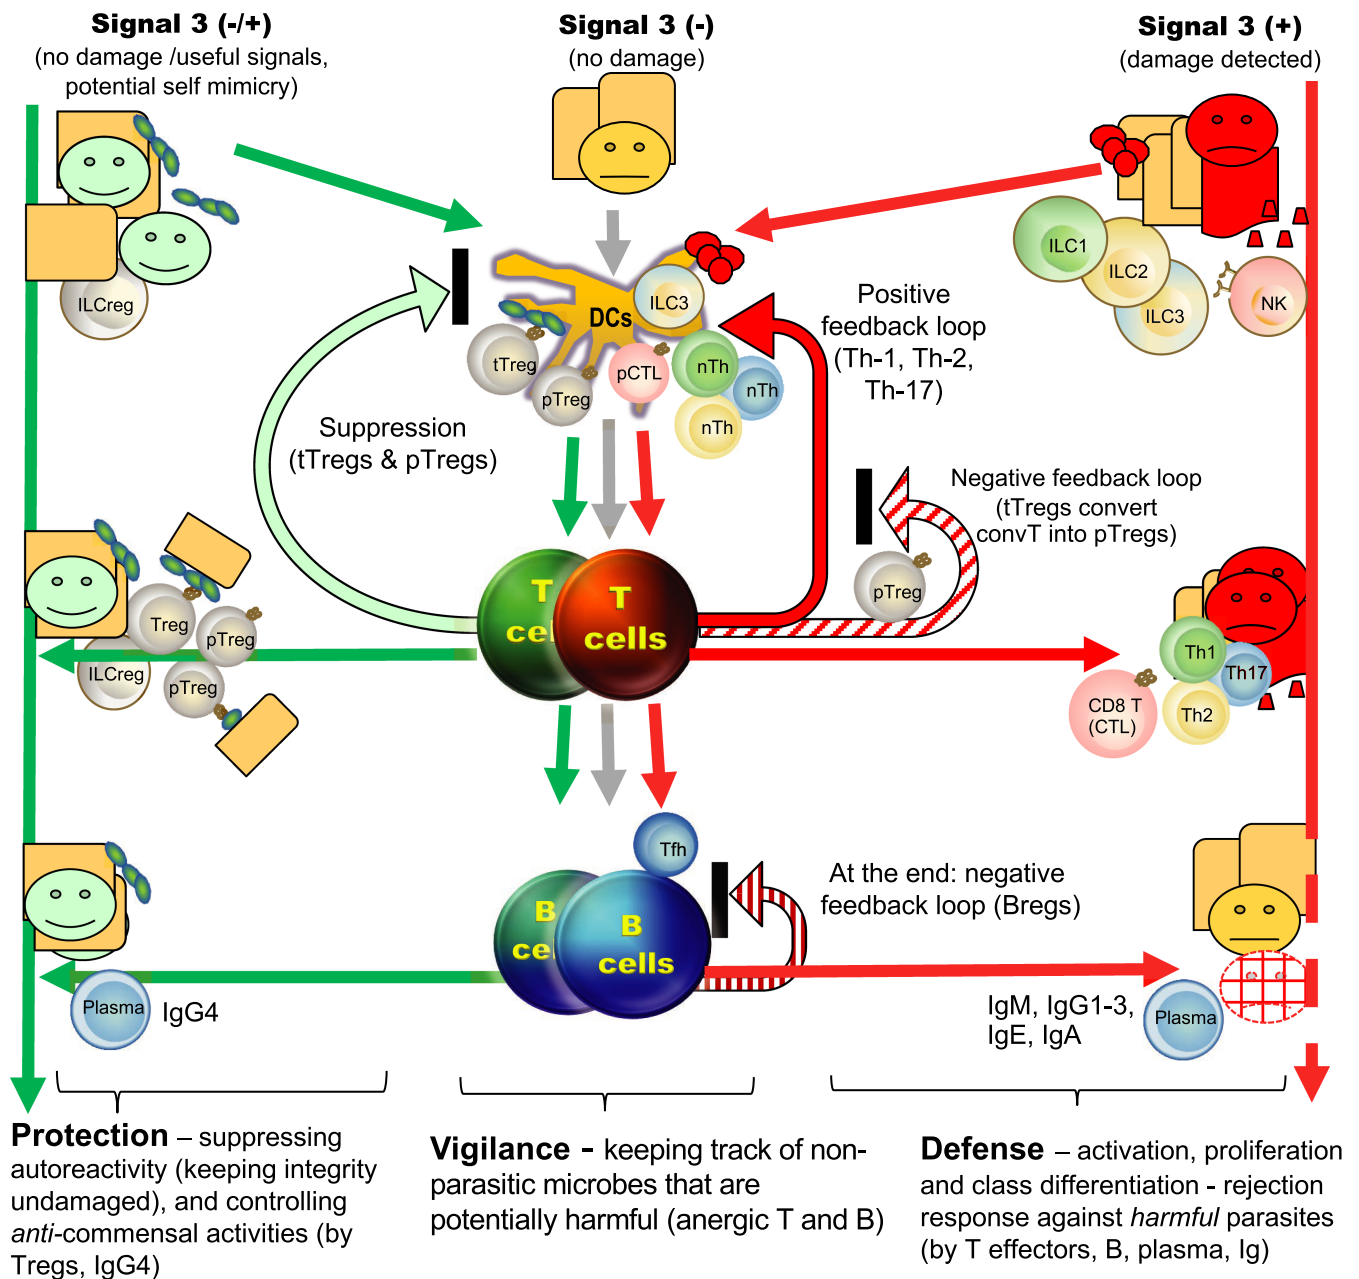 Signal 3 (-/+)
(no damage /useful signals,
potential self mimicry)
Signal 3 (-)
(no damage)
Signal 3 (+)
(damage detected)
ILCreg
ILC1
ILC2
ILC3
NK
DCs
ILC3
tTreg
pTreg
pCTL
nTh
nTh
nTh
Positive
feedback loop
(Th-1, Th-2,
Th-17)
Suppression
(tTregs & pTregs)
Negative feedback loop
(tTregs convert
convT into pTregs)
pTreg
T
cel
T
cells
Treg
pTreg
ILCreg
pTreg
Th1
Th17
Th2
CD8 T
(CTL)
Tfh
B
cel
B
cells
At the end: negative
feedback loop (Bregs)
Plasma
IgG4
IgM, IgG1-3,
IgE, IgA
Plasma
Protection – suppressing
autoreactivity (keeping integrity
undamaged), and controlling
anti-commensal activities (by
Tregs, IgG4)
Vigilance - keeping track of non-
parasitic microbes that are
potentially harmful (anergic T and B)
Defense – activation, proliferation
and class differentiation - rejection
response against harmful parasites
(by T effectors, B, plasma, Ig)